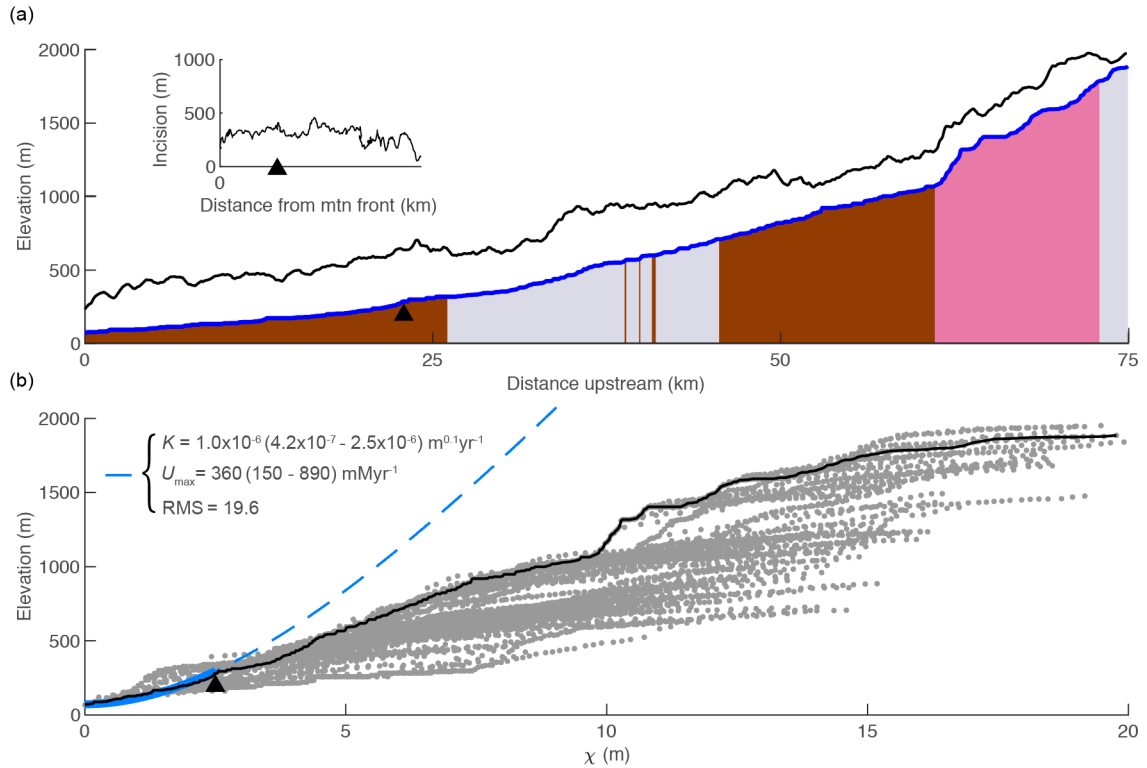 (a)
2000
1500
1000
500
0
Elevation (m)
1000
500
0
Incision (m)
0
Distance from mtn front (km)
0
25
50
75
Distance upstream (km)
(b)
2000
1500
1000
500
0
Elevation (m)
K = 1.0x10⁻⁶ (4.2x10⁻⁷ - 2.5x10⁻⁶) m⁰·¹yr⁻¹
Uₘₐₓ = 360 (150 - 890) mMyr⁻¹
RMS = 19.6
0
5
10
15
20
χ (m)